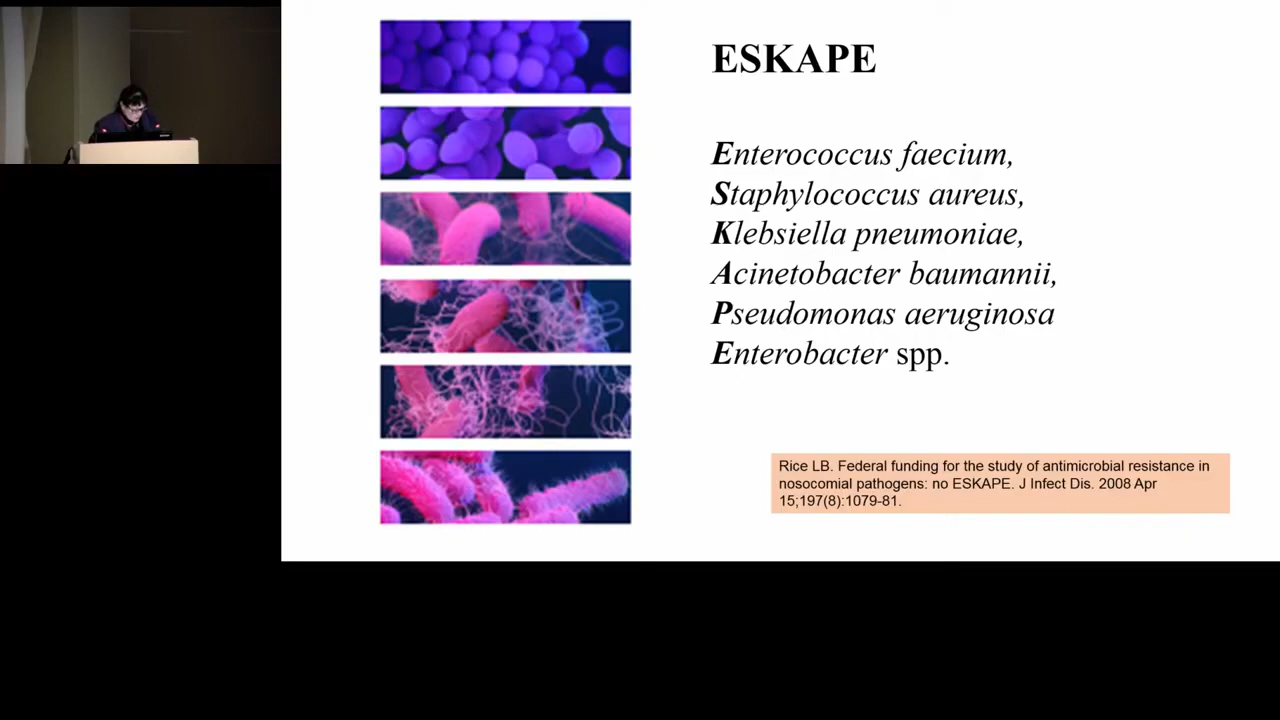 ESKAPE
Enterococcus faecium,
Staphylococcus aureus,
Klebsiella pneumoniae,
Acinetobacter baumannii,
Pseudomonas aeruginosa
Enterobacter spp.
Rice LB. Federal funding for the study of antimicrobial resistance in
nosocomial pathogens: no ESKAPE. J Infect Dis. 2008 Apr
15;197(8):1079-81.